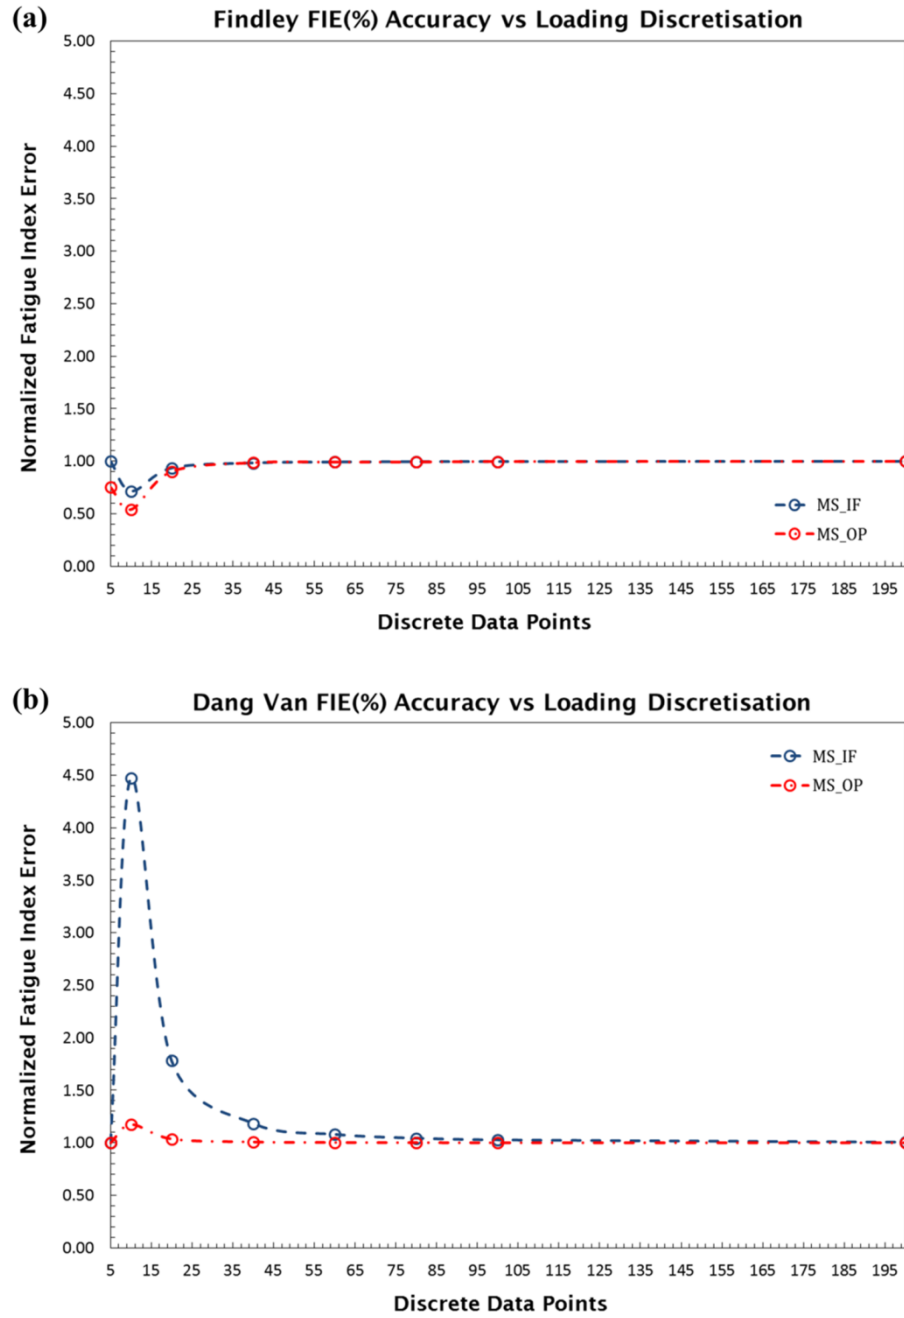 (a)
Findley FIE(%) Accuracy vs Loading Discretisation
Normalized Fatigue Index Error
5.00
4.50
4.00
3.50
3.00
2.50
2.00
1.50
1.00
0.50
0.00
MS_IF
MS_OP
5 15 25 35 45 55 65 75 85 95 105 115 125 135 145 155 165 175 185 195
Discrete Data Points
(b)
Dang Van FIE(%) Accuracy vs Loading Discretisation
Normalized Fatigue Index Error
5.00
4.50
4.00
3.50
3.00
2.50
2.00
1.50
1.00
0.50
0.00
MS_IF
MS_OP
5 15 25 35 45 55 65 75 85 95 105 115 125 135 145 155 165 175 185 195
Discrete Data Points